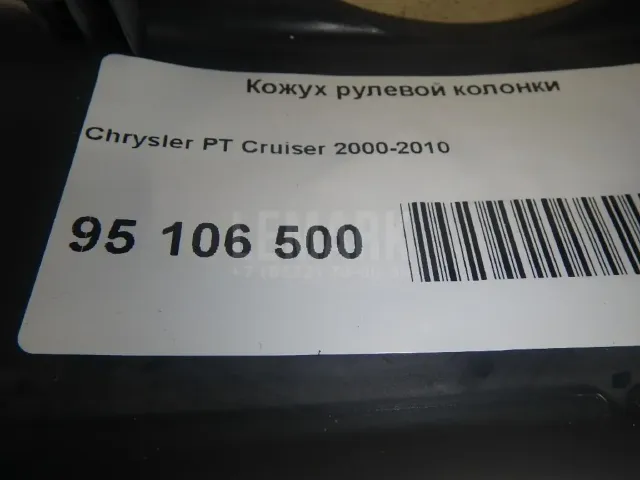 Кожух рулевой колонки
Chrysler PT Cruiser 2000-2010
95 106 500